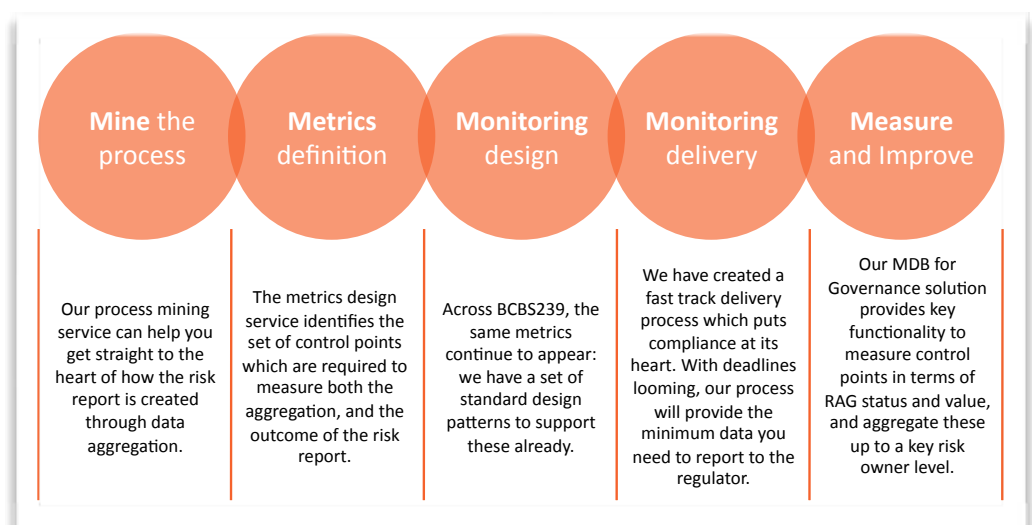 Mine the
process
Metrics
definition
Monitoring
design
Monitoring
delivery
Measure
and Improve
Our process mining
service can help you
get straight to the
heart of how the risk
report is created
through data
aggregation.
The metrics design
service identifies the
set of control points
which are required to
measure both the
aggregation, and the
outcome of the risk
report.
Across BCBS239, the
same metrics
continue to appear:
we have a set of
standard design
patterns to support
these already.
We have created a
fast track delivery
process which puts
compliance at its
heart. With deadlines
looming, our process
will provide the
minimum data you
need to report to the
regulator.
Our MDB for
Governance solution
provides key
functionality to
measure control
points in terms of
RAG status and value,
and aggregate these
up to a key risk
owner level.